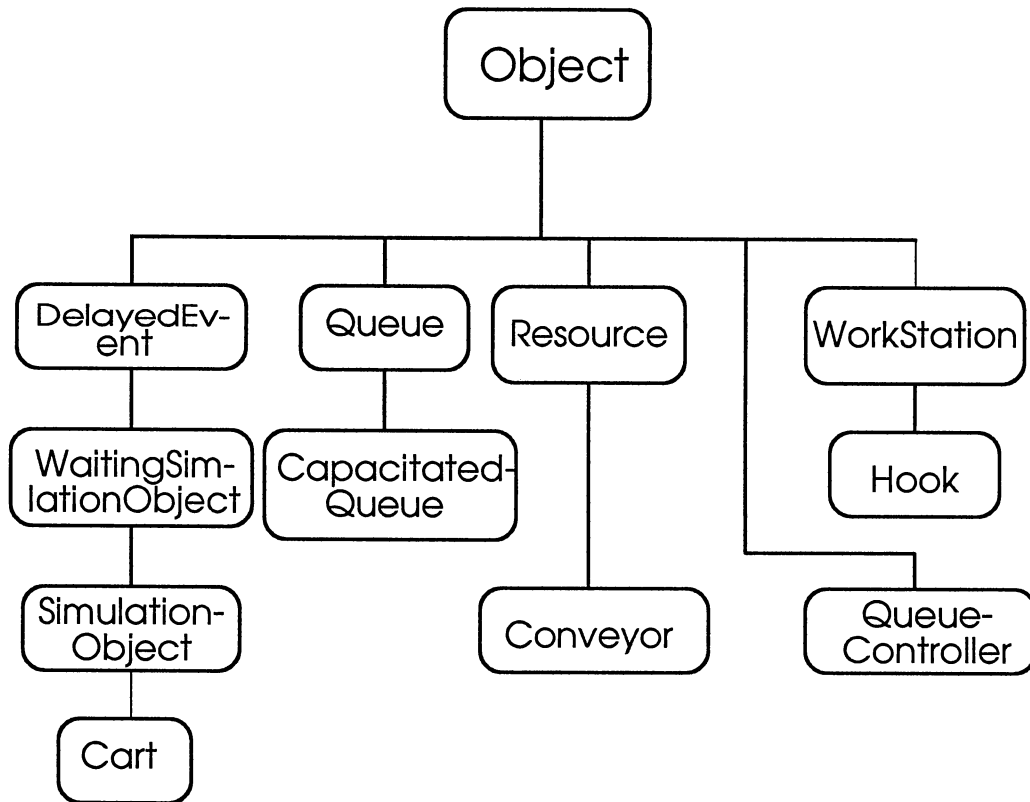 Object
DelayedEv-
ent
Queue
Resource
WorkStation
WaitingSim-
lationObject
Capacitated-
Queue
Hook
Simulation-
Object
Conveyor
Queue-
Controller
Cart